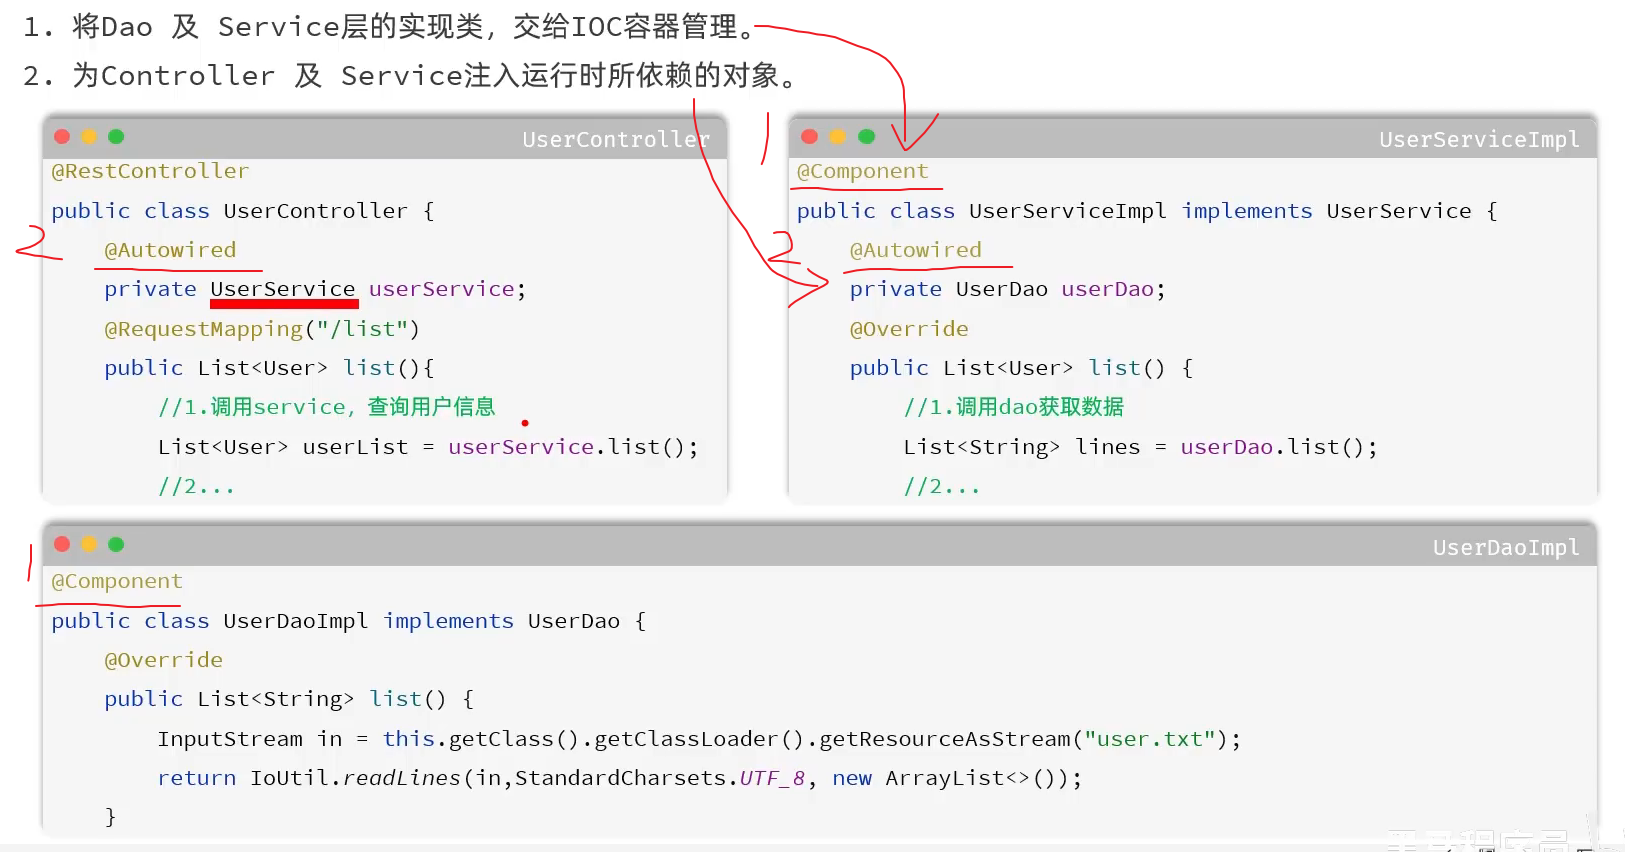 1. 将Dao 及 Service层的实现类，交给IOC容器管理。
2. 为Controller 及 Service注入运行时所依赖的对象。
UserController
@RestController
public class UserController {
@Autowired
private UserService userService;
@RequestMapping("/list")
public List<User> list(){
//1.调用service，查询用户信息
List<User> userList = userService.list();
//2...
2
1
UserServiceImpl
@Component
public class UserServiceImpl implements UserService {
@Autowired
private UserDao userDao;
@Override
public List<User> list() {
//1.调用dao获取数据
List<String> lines = userDao.list();
//2...
2
UserDaoImpl
1
@Component
public class UserDaoImpl implements UserDao {
@Override
public List<String> list() {
InputStream in = this.getClass().getClassLoader().getResourceAsStream("user.txt");
return IoUtil.readLines(in,StandardCharsets.UTF_8, new ArrayList<>());
}